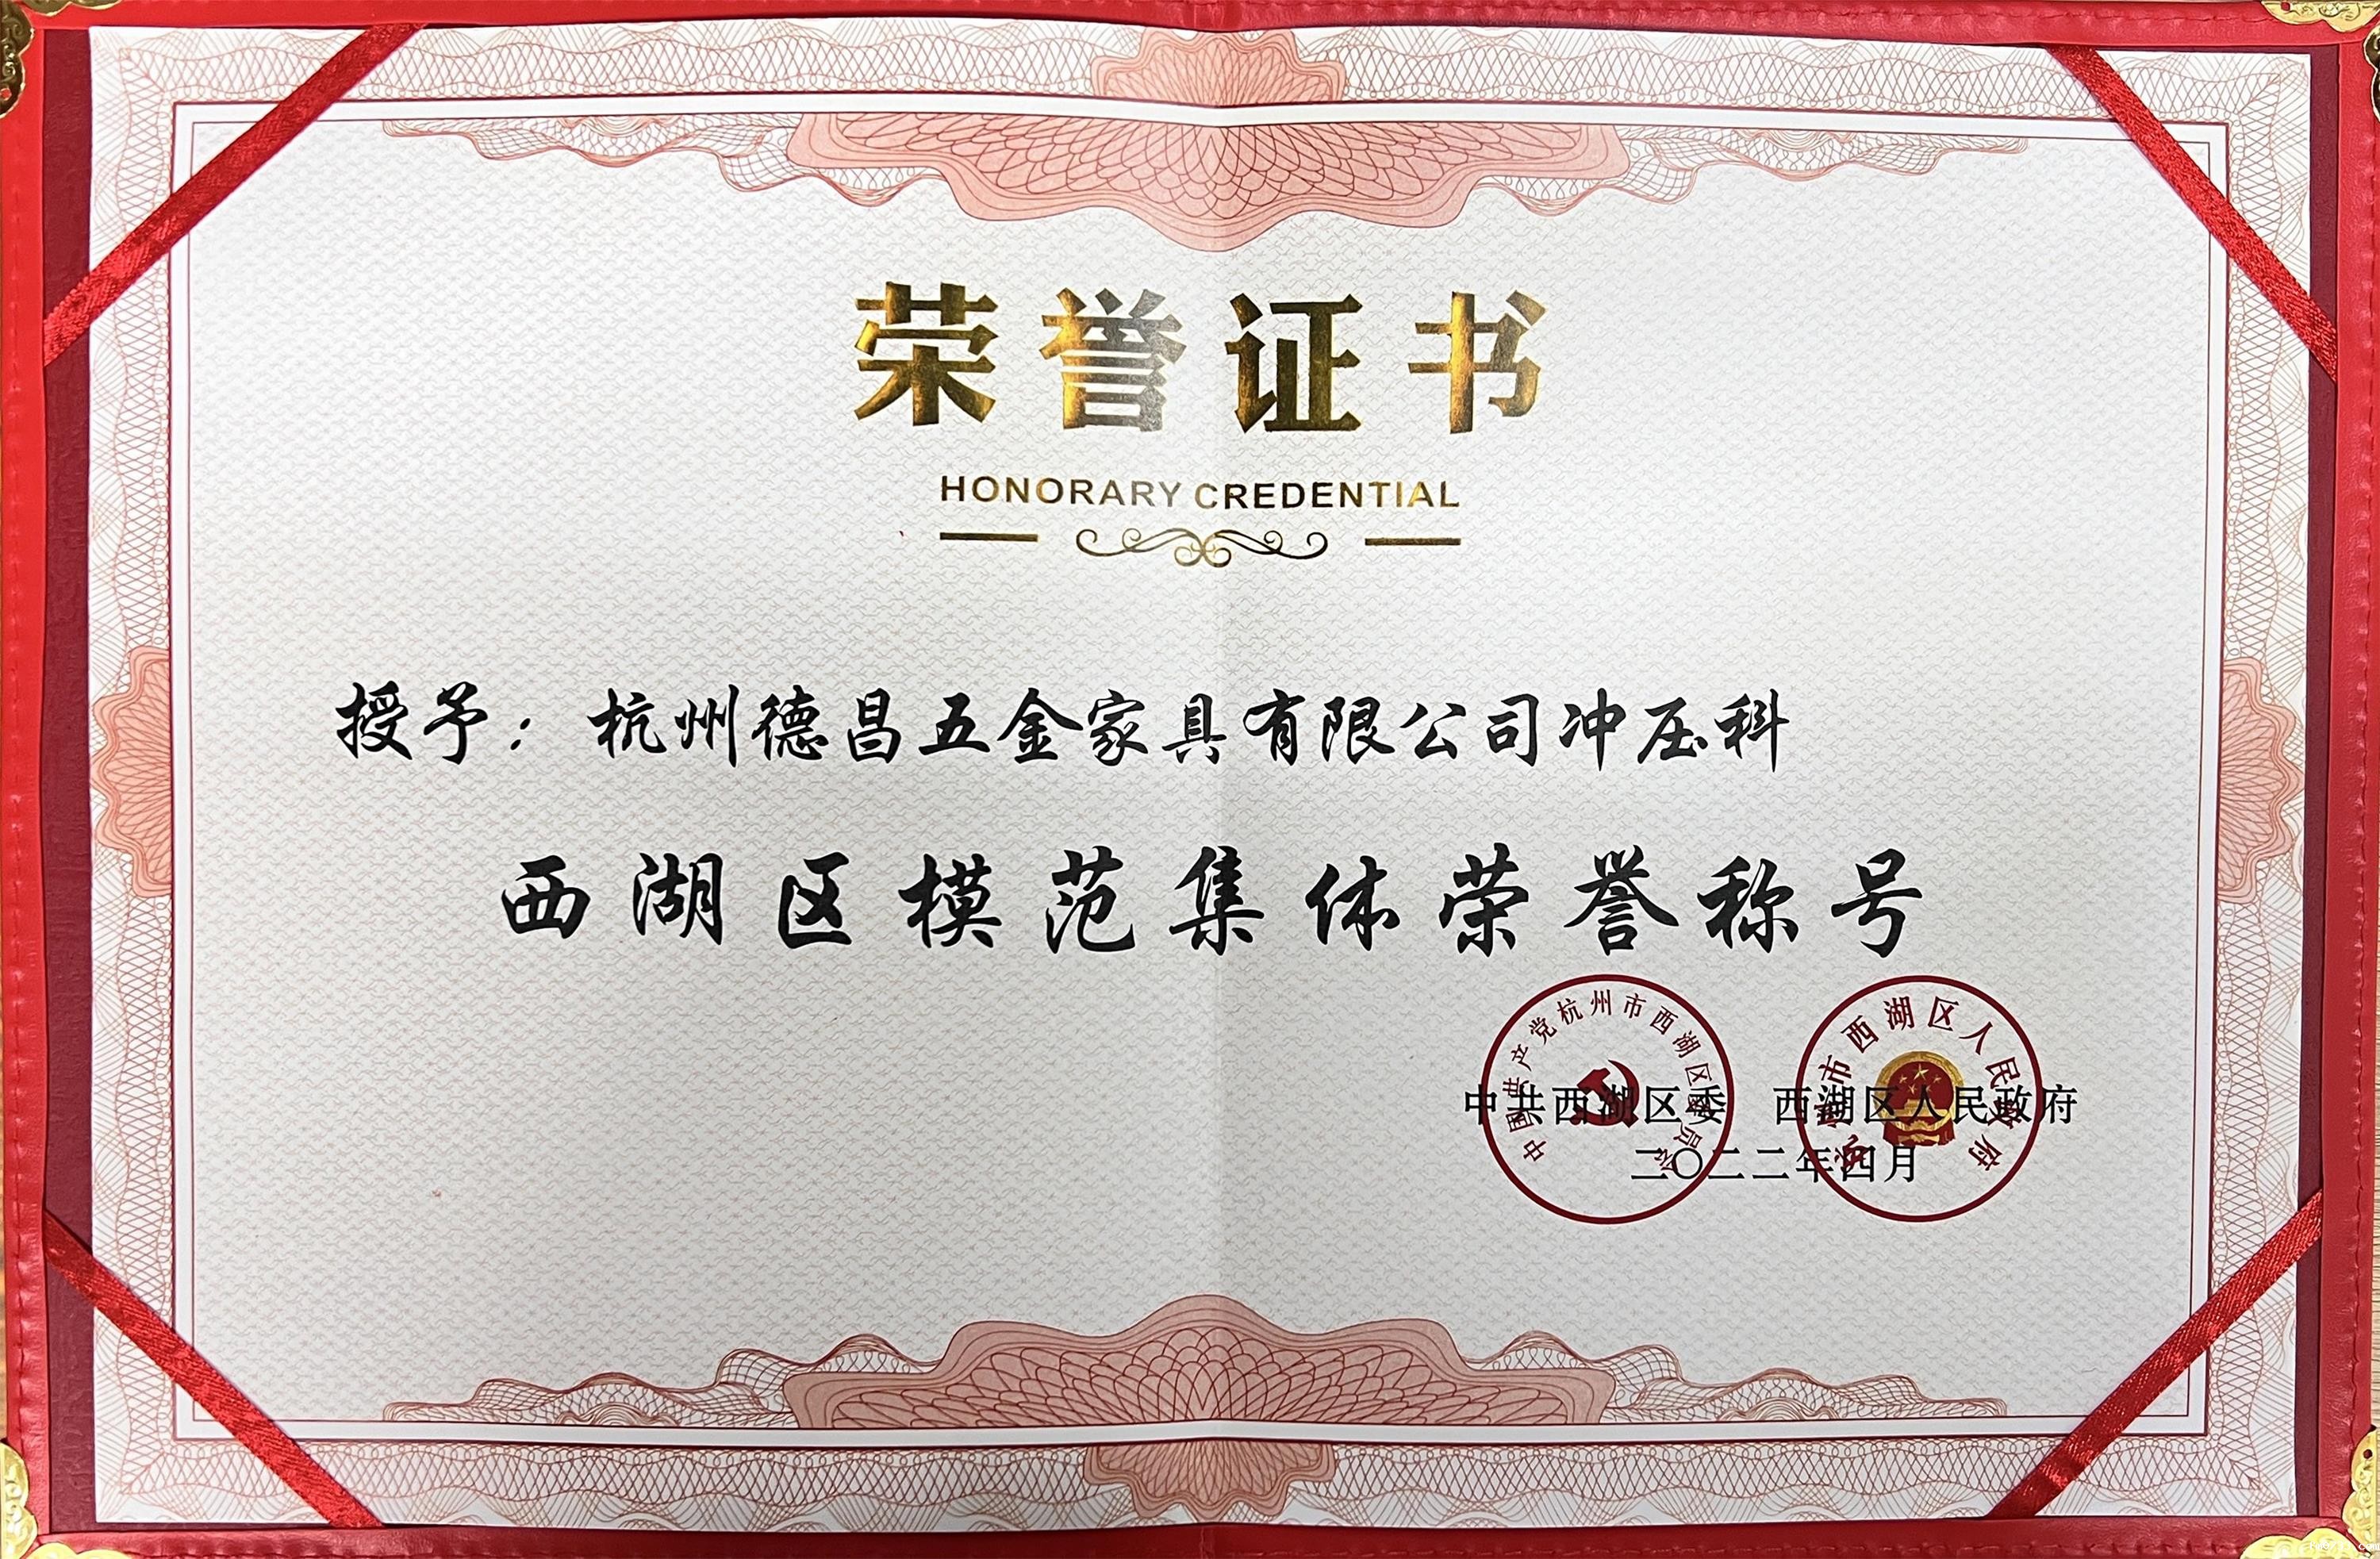 荣誉证书
HONORARY CREDENTIAL
授予：杭州德昌五金家具有限公司冲压科
西湖区模范集体荣誉称号
中国共产党杭州市西湖区委员会
杭州市西湖区人民政府
中共西湖区委 西湖区人民政府
二〇二二年四月